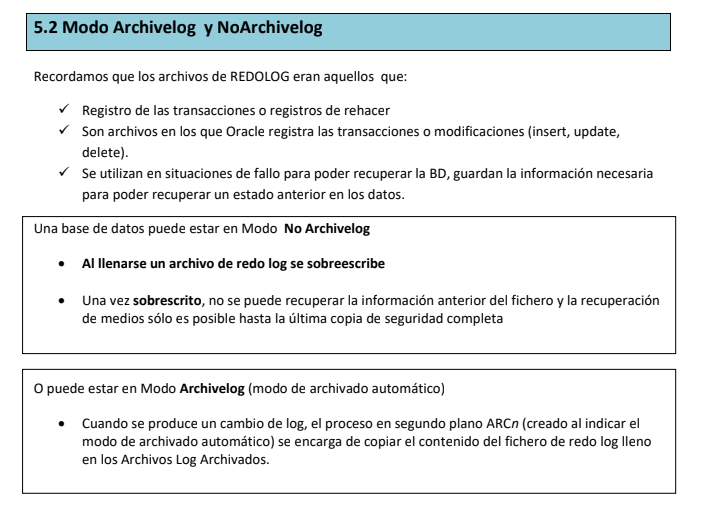 5.2 Modo Archivelog y NoArchivelog
Recordamos que los archivos de REDOLOG eran aquellos que:
✓ Registro de las transacciones o registros de rehacer
✓ Son archivos en los que Oracle registra las transacciones o modificaciones (insert, update,
delete).
✓ Se utilizan en situaciones de fallo para poder recuperar la BD, guardan la información necesaria
para poder recuperar un estado anterior en los datos.
Una base de datos puede estar en Modo No Archivelog
• Al llenarse un archivo de redo log se sobreescribe
• Una vez sobrescrito, no se puede recuperar la información anterior del fichero y la recuperación
de medios sólo es posible hasta la última copia de seguridad completa
O puede estar en Modo Archivelog (modo de archivado automático)
• Cuando se produce un cambio de log, el proceso en segundo plano ARCn (creado al indicar el
modo de archivado automático) se encarga de copiar el contenido del fichero de redo log lleno
en los Archivos Log Archivados.